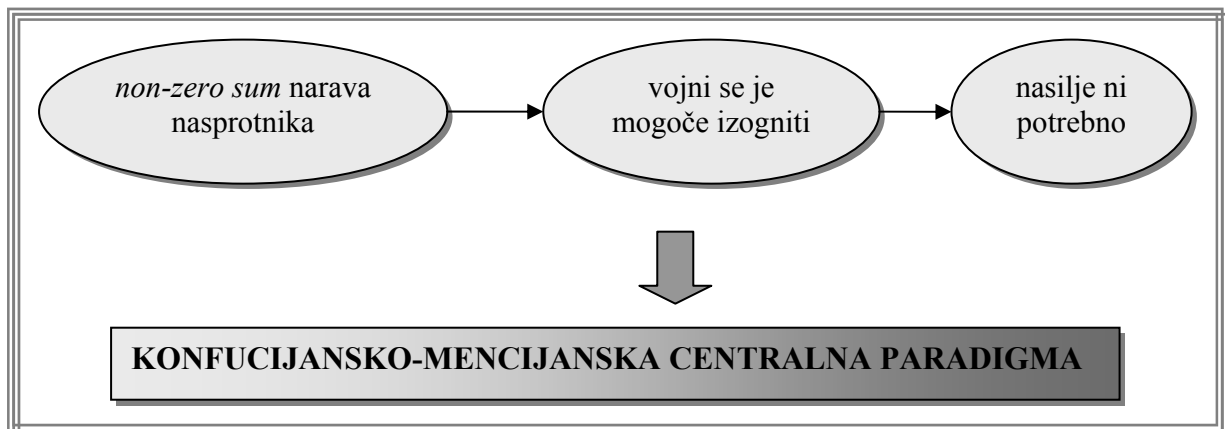 non-zero sum narava
nasprotnika
vojni se je
mogoče izogniti
nasilje ni
potrebno
KONFUCIJANSKO-MENCIJANSKA CENTRALNA PARADIGMA